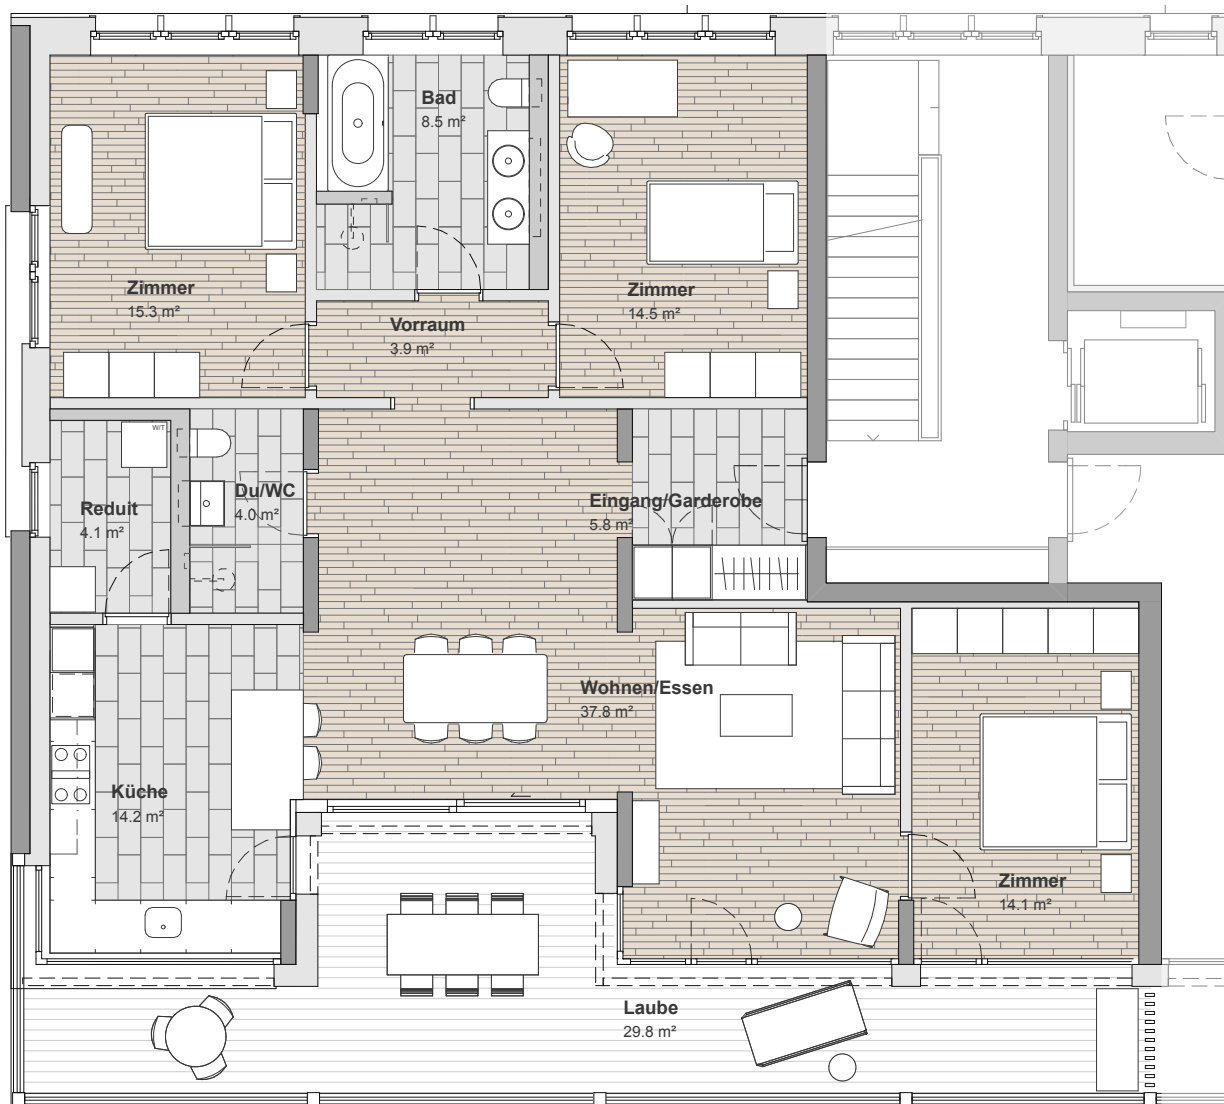 Bad
8.5 m²
Zimmer
15.3 m²
Zimmer
14.5 m²
Vorraum
3.9 m²
W/T
Reduit
4.1 m²
Du/WC
4.0 m²
Eingang/Garderobe
5.8 m²
Wohnen/Essen
37.8 m²
Küche
14.2 m²
Zimmer
14.1 m²
Laube
29.8 m²